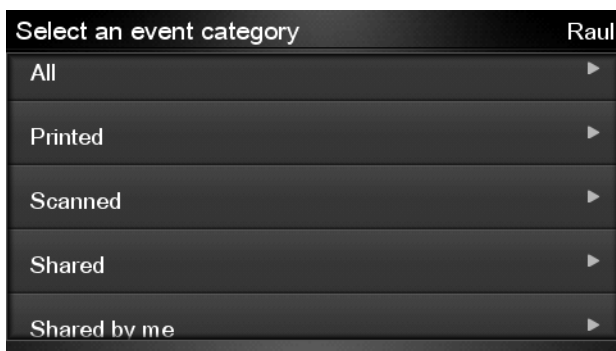 Select an event category Raul
All
Printed
Scanned
Shared
Shared by me